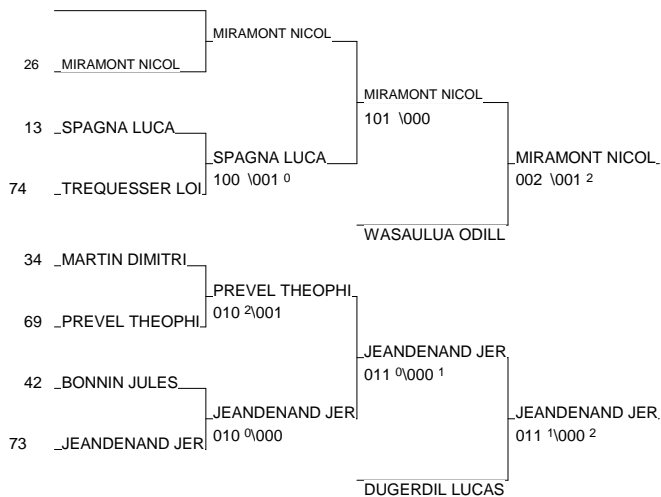 MIRAMONT NICOL
26 MIRAMONT NICOL
MIRAMONT NICOL
101 \000
13 SPAGNA LUCA
SPAGNA LUCA
100 \001 0
MIRAMONT NICOL
002 \001 2
74 TREQUESSER LOI
WASAULUA ODILL
34 MARTIN DIMITRI
PREVEL THEOPHI
010 2\001
69 PREVEL THEOPHI
JEANDENAND JER
011 0\000 1
42 BONNIN JULES
JEANDENAND JER
010 0\000
JEANDENAND JER
011 1\000 2
73 JEANDENAND JER
DUGERDIL LUCAS